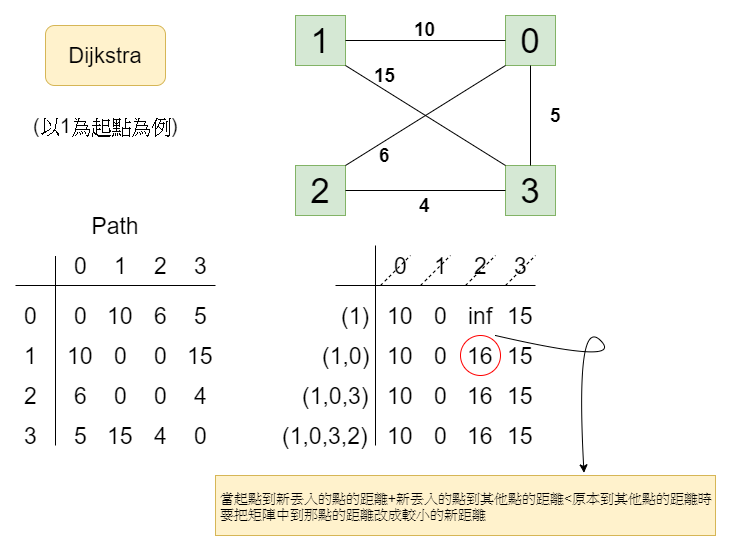 Dijkstra
(以1為起點為例)
1
10
0
15
5
6
2
4
3
Path
0 1 2 3
0 0 10 6 5
1 10 0 0 15
2 6 0 0 4
3 5 15 4 0
0 1 2 3
(1) 10 0 inf 15
(1,0) 10 0 16 15
(1,0,3) 10 0 16 15
(1,0,3,2) 10 0 16 15
當起點到新丟入的點的距離+新丟入的點到其他點的距離<原本到其他點的距離時
要把矩陣中到那點的距離改成較小的新距離